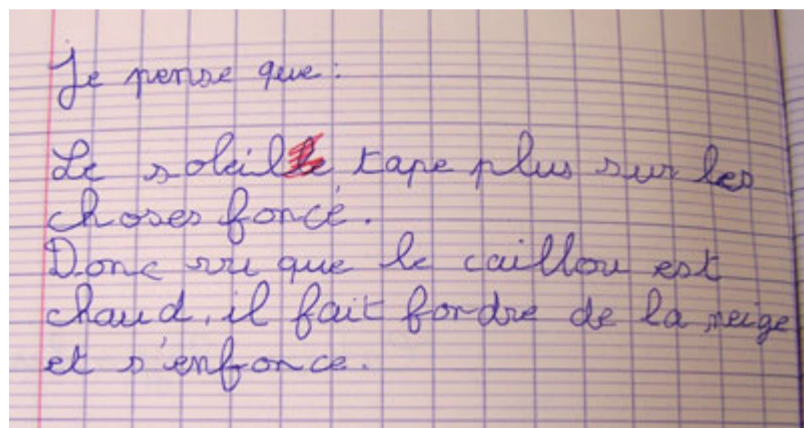 Je pense que :
Le soleil tape plus sur les
choses foncé.
Donc vu que le caillou est
chaud, il fait fondre de la neige
et s'enfonce.